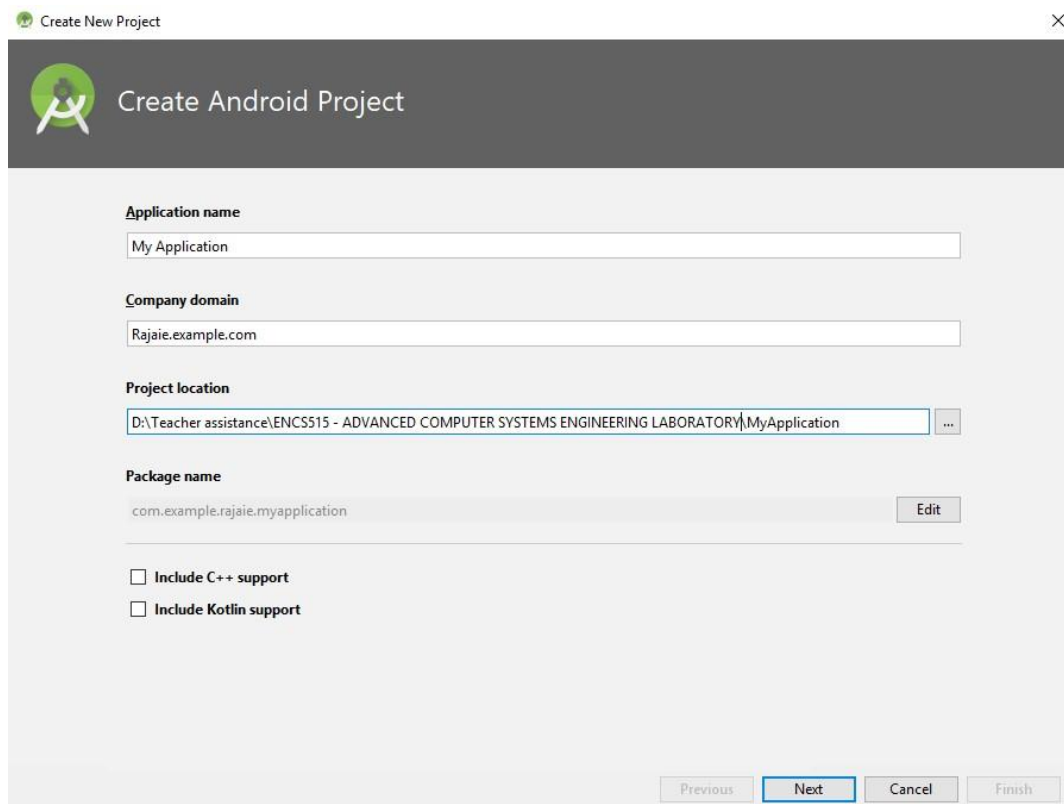 Create New Project
Create Android Project
Application name
My Application
Company domain
Rajaie.example.com
Project location
D:\Teacher assistance\ENCS515 - ADVANCED COMPUTER SYSTEMS ENGINEERING LABORATORY\MyApplication
...
Package name
com.example.rajaie.myapplication
Edit
Include C++ support
Include Kotlin support
Previous Next Cancel Finish